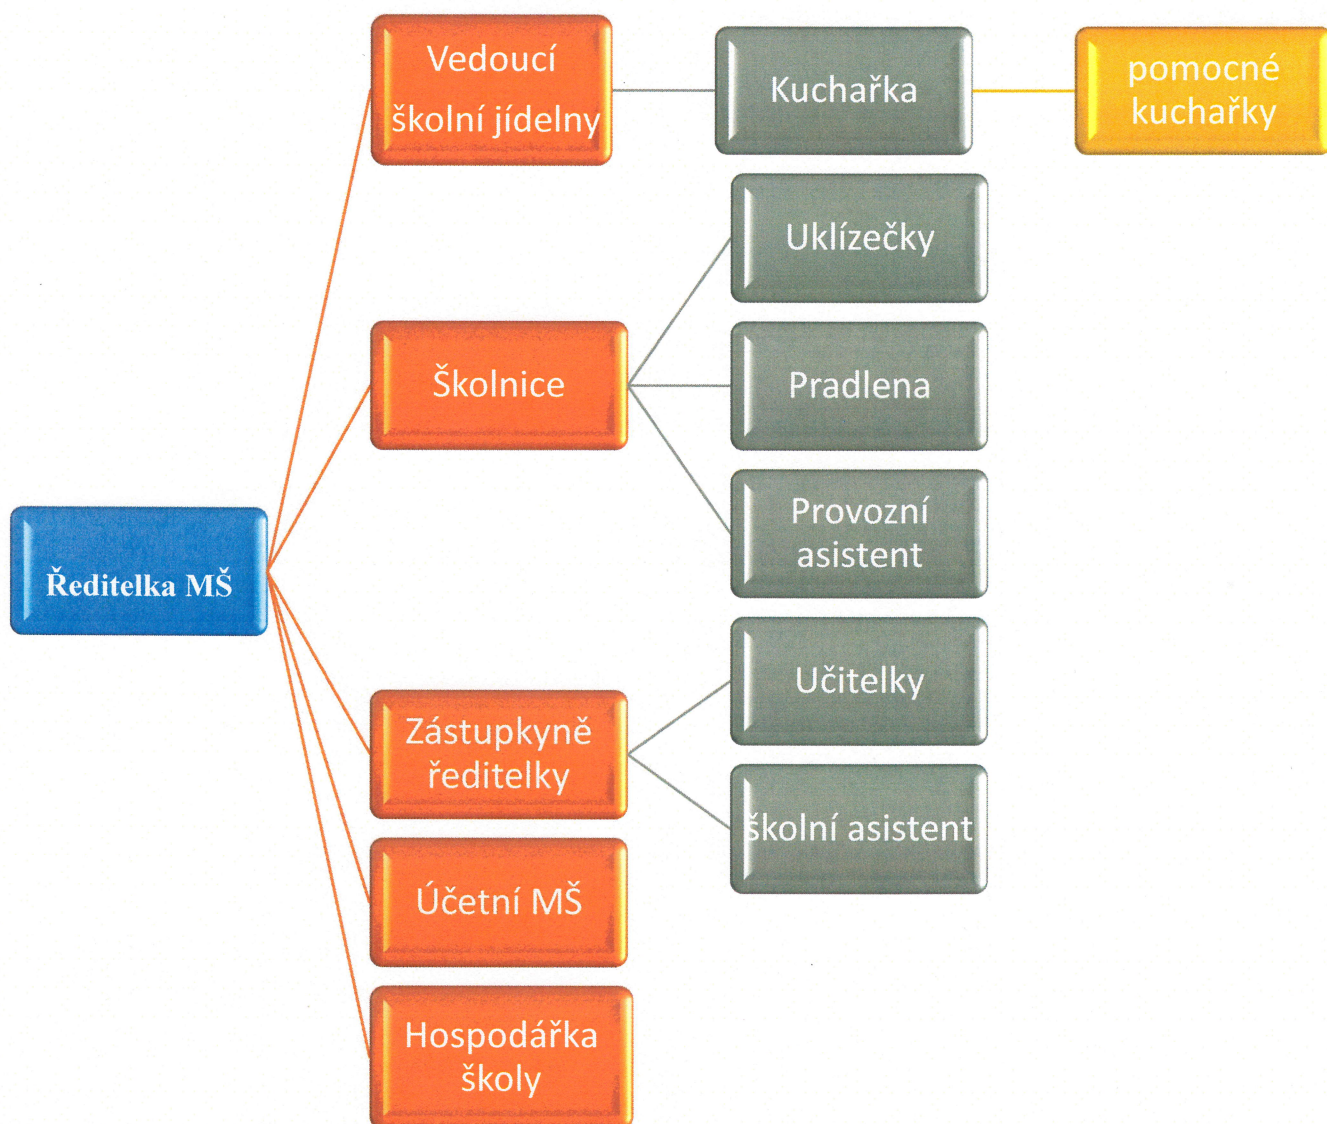 Vedoucí
školní jídelny
Kuchařka
pomocné
kuchařky
Uklízečky
Školnice
Pradlena
Provozní
asistent
Ředitelka MŠ
Učitelky
Zástupkyně
ředitelky
školní asistent
Účetní MŠ
Hospodářka
školy